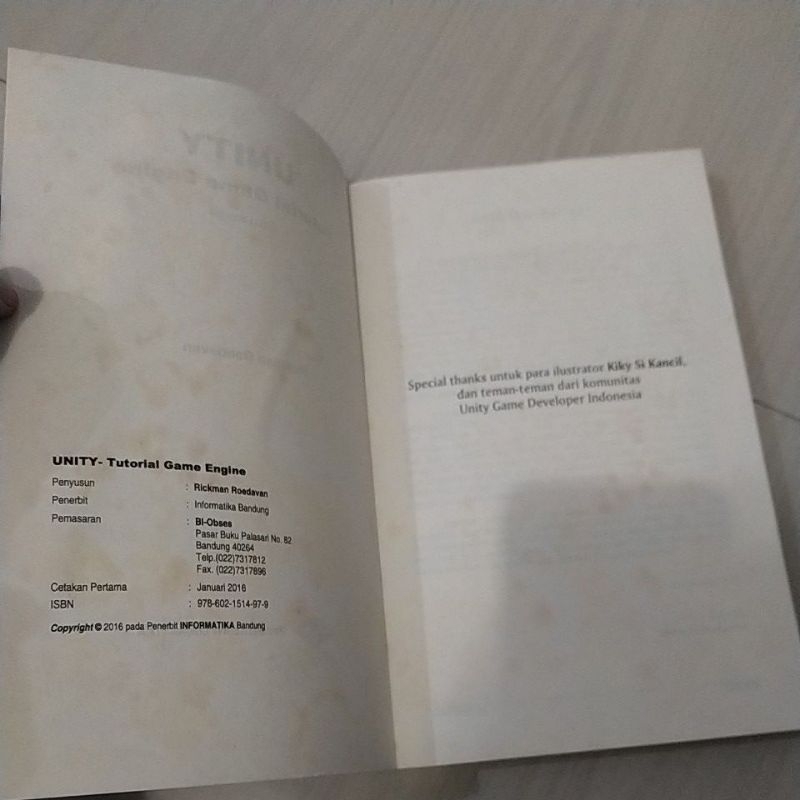 UNITY- Tutorial Game Engine
Penyusun : Rickman Roedavan
Penerbit : Informatika Bandung
Pemasaran : BI-Obses
Pasar Buku Palasari No. 82
Bandung 40264
Telp.(022)7317812
Fax. (022)7317896
Cetakan Pertama : Januari 2016
ISBN : 978-602-1514-97-9
Copyright © 2016 pada Penerbit INFORMATIKA Bandung
Special thanks untuk para ilustrator Kiky Si Kancil,
dan teman-teman dari komunitas
Unity Game Developer Indonesia